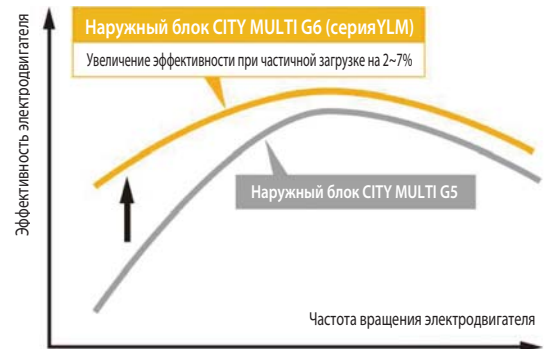 Эффективность электродвигателя
Наружный блок CITY MULTI G6 (серияYLM)
Увеличение эффективности при частичной загрузке на 2~7%
Наружный блок CITY MULTI G5
Частота вращения электродвигателя